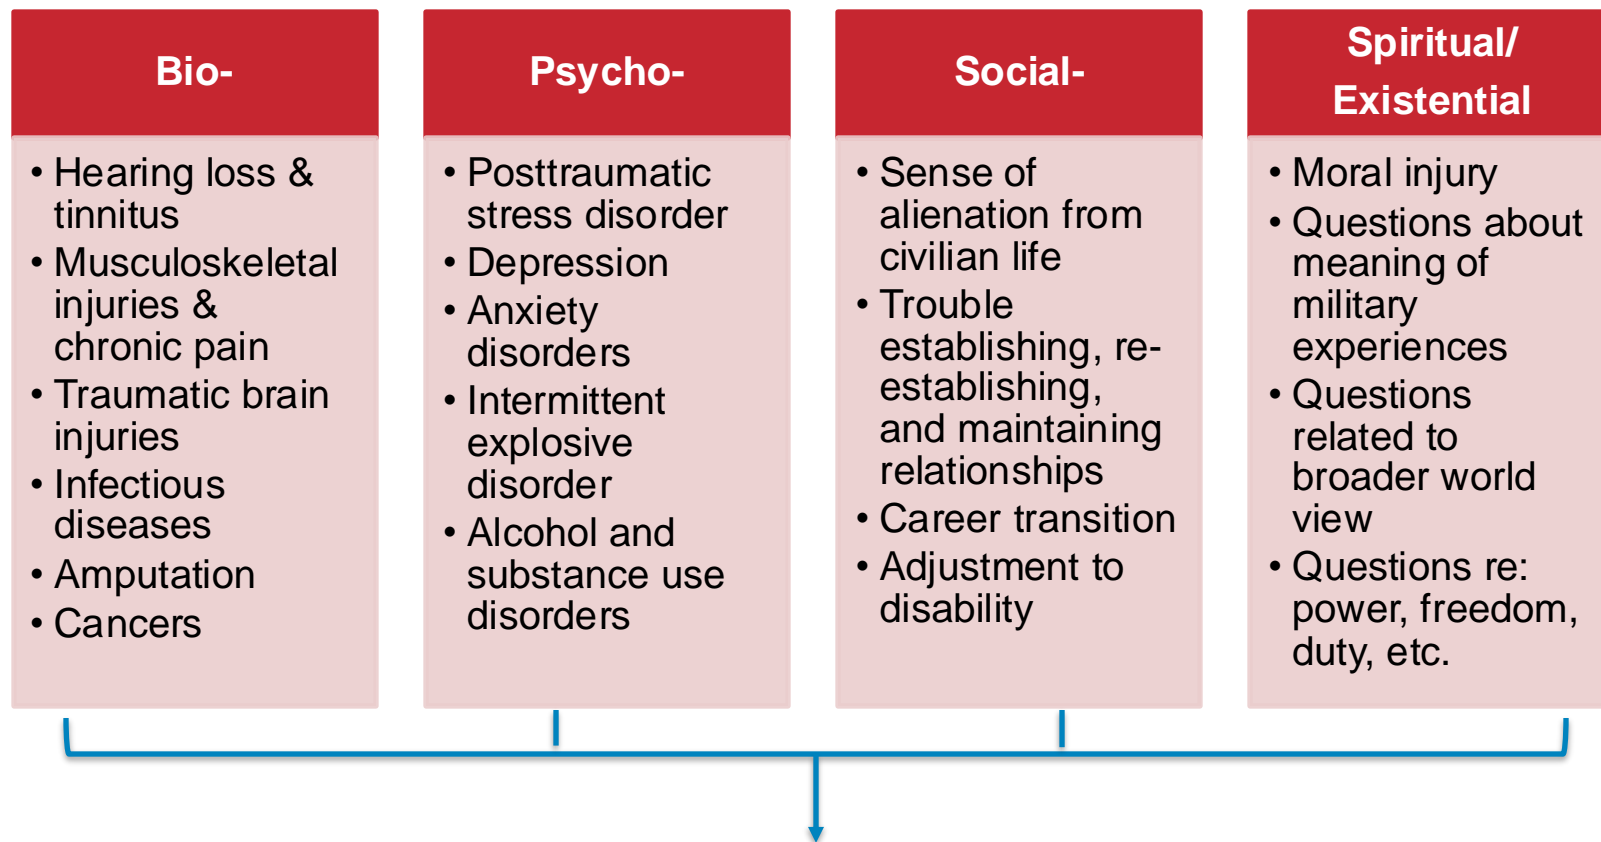 Bio-
• Hearing loss &
tinnitus
• Musculoskeletal
injuries &
chronic pain
• Traumatic brain
injuries
• Infectious
diseases
• Amputation
• Cancers
Psycho-
• Posttraumatic
stress disorder
• Depression
• Anxiety
disorders
• Intermittent
explosive
disorder
• Alcohol and
substance use
disorders
Social-
• Sense of
alienation from
civilian life
• Trouble
establishing, re-
establishing,
and maintaining
relationships
• Career transition
• Adjustment to
disability
Spiritual/
Existential
• Moral injury
• Questions about
meaning of
military
experiences
• Questions
related to
broader world
view
• Questions re:
power, freedom,
duty, etc.